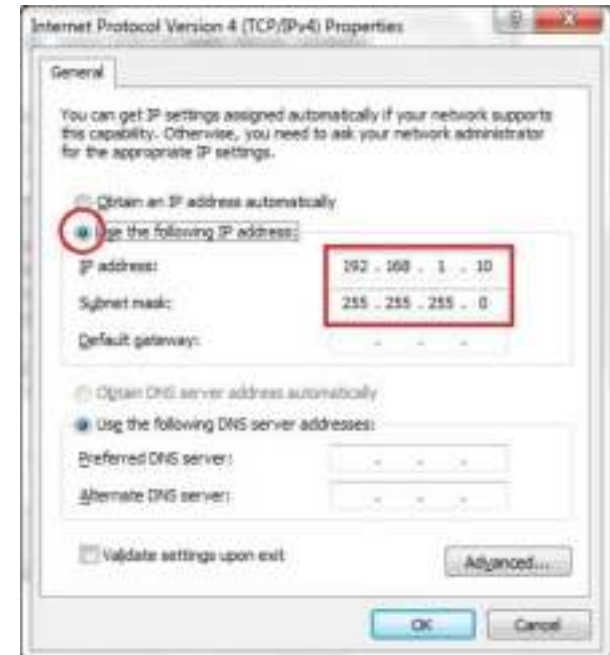 Internet Protocol Version 4 (TCP/IPv4) Properties
General
You can get IP settings assigned automatically if your network supports
this capability. Otherwise, you need to ask your network administrator
for the appropriate IP settings.
Obtain an IP address automatically
Use the following IP address:
IP address: 192 . 168 . 1 . 10
Subnet mask: 255 . 255 . 255 . 0
Default gateway: . . .
Obtain DNS server address automatically
Use the following DNS server addresses:
Preferred DNS server: . . .
Alternate DNS server: . . .
Validate settings upon exit
Advanced...
OK Cancel